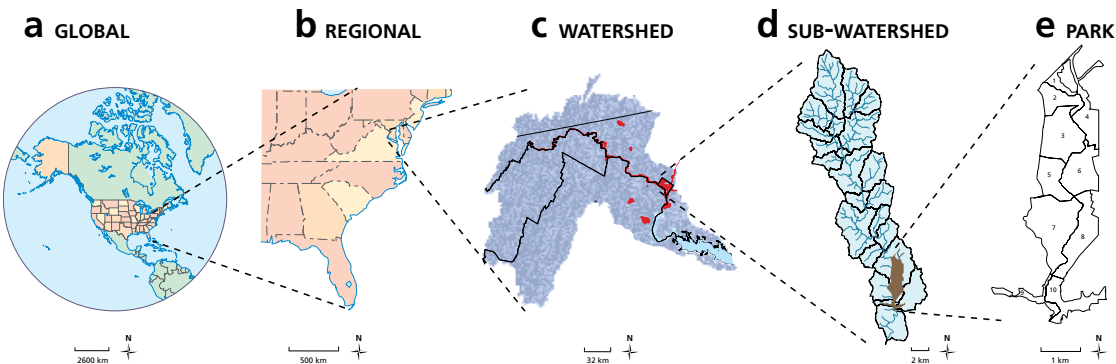 a GLOBAL
b REGIONAL
c WATERSHED
d SUB-WATERSHED
e PARK
1
2
3
4
5
6
7
8
10
N
2600 km
N
500 km
N
32 km
N
2 km
N
1 km